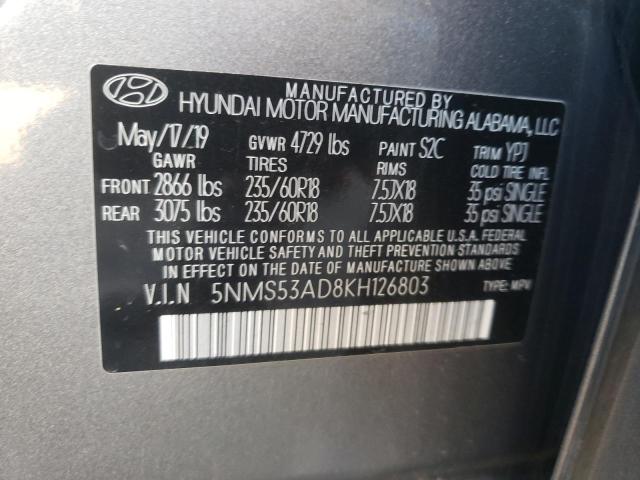 MANUFACTURED BY
HYUNDAI MOTOR MANUFACTURING ALABAMA, LLC
May/17/19 GVWR 4729 lbs PAINT S2C TRIM YPJ
GAWR TIRES RIMS COLD TIRE INFL
FRONT 2866 lbs 235/60R18 7.5JX18 35 psi SINGLE
REAR 3075 lbs 235/60R18 7.5JX18 35 psi SINGLE
THIS VEHICLE CONFORMS TO ALL APPLICABLE U.S.A. FEDERAL
MOTOR VEHICLE SAFETY AND THEFT PREVENTION STANDARDS
IN EFFECT ON THE DATE OF MANUFACTURE SHOWN ABOVE.
V.I.N 5NMS53AD8KH126803 TYPE: MPV